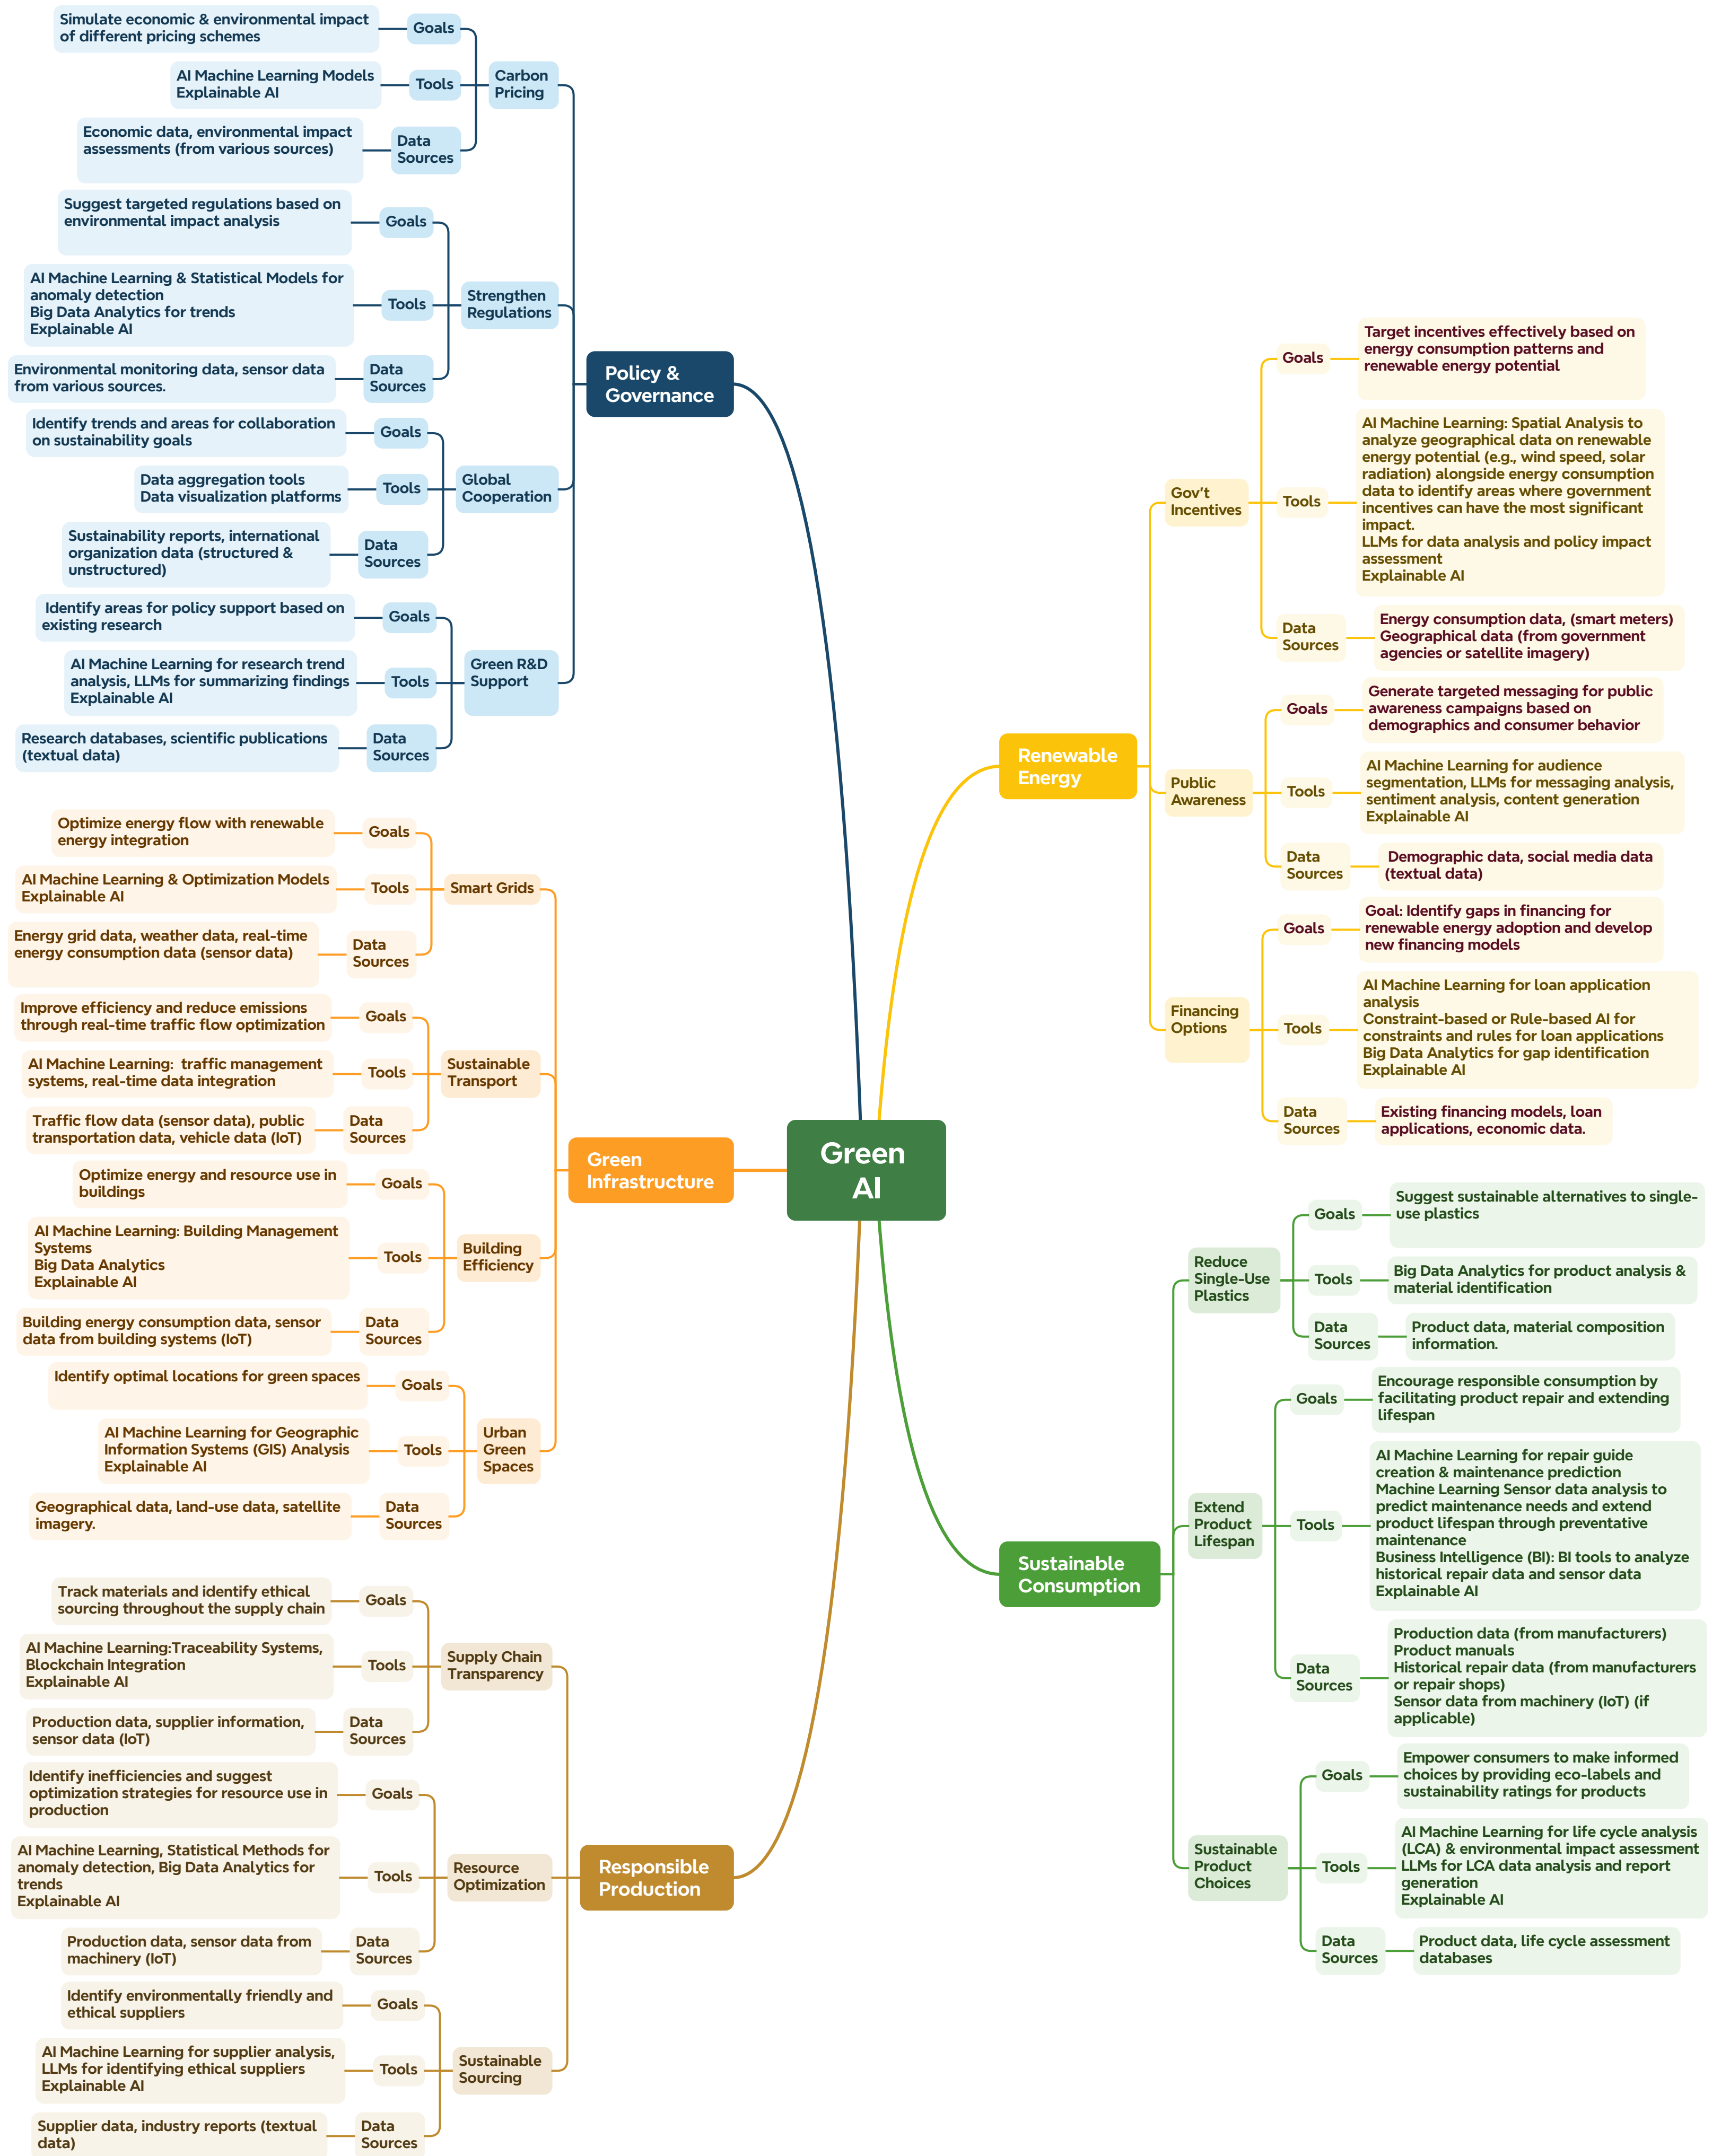 Green
AI
Policy &
Governance
Carbon
Pricing
Goals
Simulate economic & environmental impact
of different pricing schemes
Tools
AI Machine Learning Models
Explainable AI
Data
Sources
Economic data, environmental impact
assessments (from various sources)
Strengthen
Regulations
Goals
Suggest targeted regulations based on
environmental impact analysis
Tools
AI Machine Learning & Statistical Models for
anomaly detection
Big Data Analytics for trends
Explainable AI
Data
Sources
Environmental monitoring data, sensor data
from various sources.
Global
Cooperation
Goals
Identify trends and areas for collaboration
on sustainability goals
Tools
Data aggregation tools
Data visualization platforms
Data
Sources
Sustainability reports, international
organization data (structured &
unstructured)
Green R&D
Support
Goals
Identify areas for policy support based on
existing research
Tools
AI Machine Learning for research trend
analysis, LLMs for summarizing findings
Explainable AI
Data
Sources
Research databases, scientific publications
(textual data)
Green
Infrastructure
Smart Grids
Goals
Optimize energy flow with renewable
energy integration
Tools
AI Machine Learning & Optimization Models
Explainable AI
Data
Sources
Energy grid data, weather data, real-time
energy consumption data (sensor data)
Sustainable
Transport
Goals
Improve efficiency and reduce emissions
through real-time traffic flow optimization
Tools
AI Machine Learning:  traffic management
systems, real-time data integration
Data
Sources
Traffic flow data (sensor data), public
transportation data, vehicle data (IoT)
Building
Efficiency
Goals
Optimize energy and resource use in
buildings
Tools
AI Machine Learning: Building Management
Systems
Big Data Analytics
Explainable AI
Data
Sources
Building energy consumption data, sensor
data from building systems (IoT)
Urban
Green
Spaces
Goals
Identify optimal locations for green spaces
Tools
AI Machine Learning for Geographic
Information Systems (GIS) Analysis
Explainable AI
Data
Sources
Geographical data, land-use data, satellite
imagery.
Responsible
Production
Supply Chain
Transparency
Goals
Track materials and identify ethical
sourcing throughout the supply chain
Tools
AI Machine Learning:Traceability Systems,
Blockchain Integration
Explainable AI
Data
Sources
Production data, supplier information,
sensor data (IoT)
Resource
Optimization
Goals
Identify inefficiencies and suggest
optimization strategies for resource use in
production
Tools
AI Machine Learning, Statistical Methods for
anomaly detection, Big Data Analytics for
trends
Explainable AI
Data
Sources
Production data, sensor data from
machinery (IoT)
Sustainable
Sourcing
Goals
Identify environmentally friendly and
ethical suppliers
Tools
AI Machine Learning for supplier analysis,
LLMs for identifying ethical suppliers
Explainable AI
Data
Sources
Supplier data, industry reports (textual
data)
Renewable
Energy
Gov't
Incentives
Goals
Target incentives effectively based on
energy consumption patterns and
renewable energy potential
Tools
AI Machine Learning: Spatial Analysis to
analyze geographical data on renewable
energy potential (e.g., wind speed, solar
radiation) alongside energy consumption
data to identify areas where government
incentives can have the most significant
impact.
LLMs for data analysis and policy impact
assessment
Explainable AI
Data
Sources
Energy consumption data, (smart meters)
Geographical data (from government
agencies or satellite imagery)
Public
Awareness
Goals
Generate targeted messaging for public
awareness campaigns based on
demographics and consumer behavior
Tools
AI Machine Learning for audience
segmentation, LLMs for messaging analysis,
sentiment analysis, content generation
Explainable AI
Data
Sources
Demographic data, social media data
(textual data)
Financing
Options
Goals
Goal: Identify gaps in financing for
renewable energy adoption and develop
new financing models
Tools
AI Machine Learning for loan application
analysis
Constraint-based or Rule-based AI for
constraints and rules for loan applications
Big Data Analytics for gap identification
Explainable AI
Data
Sources
Existing financing models, loan
applications, economic data.
Sustainable
Consumption
Reduce
Single-Use
Plastics
Goals
Suggest sustainable alternatives to single-
use plastics
Tools
Big Data Analytics for product analysis &
material identification
Data
Sources
Product data, material composition
information.
Extend
Product
Lifespan
Goals
Encourage responsible consumption by
facilitating product repair and extending
lifespan
Tools
AI Machine Learning for repair guide
creation & maintenance prediction
Machine Learning Sensor data analysis to
predict maintenance needs and extend
product lifespan through preventative
maintenance
Business Intelligence (BI): BI tools to analyze
historical repair data and sensor data
Explainable AI
Data
Sources
Production data (from manufacturers)
Product manuals
Historical repair data (from manufacturers
or repair shops)
Sensor data from machinery (IoT) (if
applicable)
Sustainable
Product
Choices
Goals
Empower consumers to make informed
choices by providing eco-labels and
sustainability ratings for products
Tools
AI Machine Learning for life cycle analysis
(LCA) & environmental impact assessment
LLMs for LCA data analysis and report
generation
Explainable AI
Data
Sources
Product data, life cycle assessment
databases